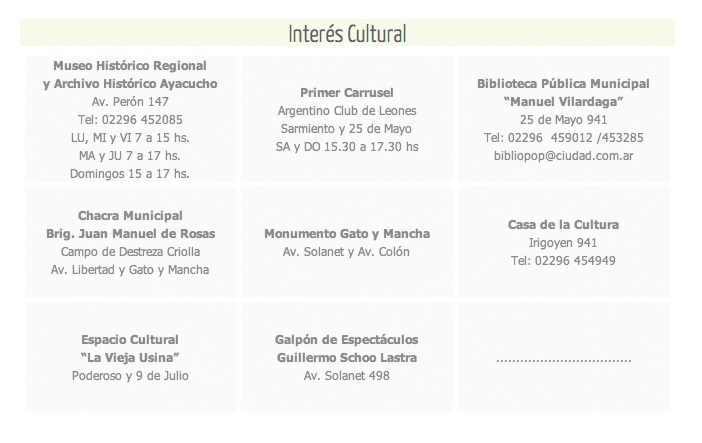 Interés Cultural
Museo Histórico Regional
y Archivo Histórico Ayacucho
Av. Perón 147
Tel: 02296 452085
LU, MI y VI 7 a 15 hs.
MA y JU 7 a 17 hs.
Domingos 15 a 17 hs.
Primer Carrusel
Argentino Club de Leones
Sarmiento y 25 de Mayo
SA y DO 15.30 a 17.30 hs
Biblioteca Pública Municipal
“Manuel Vilardaga”
25 de Mayo 941
Tel: 02296  459012 /453285
bibliopop@ciudad.com.ar
Chacra Municipal
Brig. Juan Manuel de Rosas
Campo de Destreza Criolla
Av. Libertad y Gato y Mancha
Monumento Gato y Mancha
Av. Solanet y Av. Colón
Casa de la Cultura
Irigoyen 941
Tel: 02296 454949
Espacio Cultural
“La Vieja Usina”
Poderoso y 9 de Julio
Galpón de Espectáculos
Guillermo Schoo Lastra
Av. Solanet 498
................................